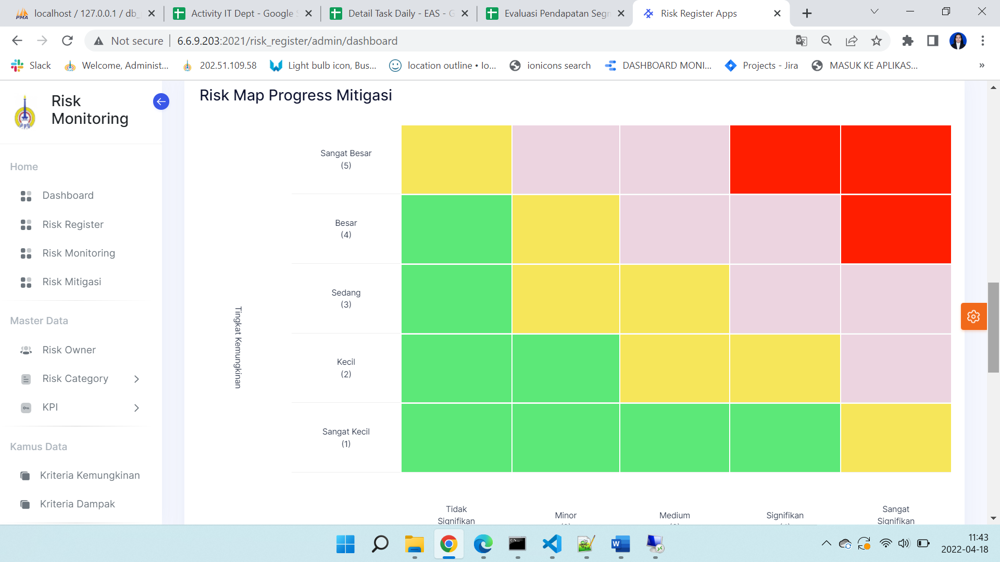 localhost / 127.0.0.1 / db_
Activity IT Dept - Google S
Detail Task Daily - EAS - G
Evaluasi Pendapatan Segn
Risk Register Apps
Not secure
6.6.9.203:2021/risk_register/admin/dashboard
Slack
Welcome, Administ...
202.51.109.58
Light bulb icon, Bus...
location outline • Io...
ionicons search
DASHBOARD MONI...
Projects - Jira
MASUK KE APLIKAS...
»
Risk
Monitoring
Home
Dashboard
Risk Register
Risk Monitoring
Risk Mitigasi
Master Data
Risk Owner
Risk Category
KPI
Kamus Data
Kriteria Kemungkinan
Kriteria Dampak
Risk Map Progress Mitigasi
Tingkat Kemungkinan
Sangat Besar
(5)
Besar
(4)
Sedang
(3)
Kecil
(2)
Sangat Kecil
(1)
Tidak
Signifikan
Minor
Medium
Signifikan
Sangat
Signifikan
11:43
2022-04-18